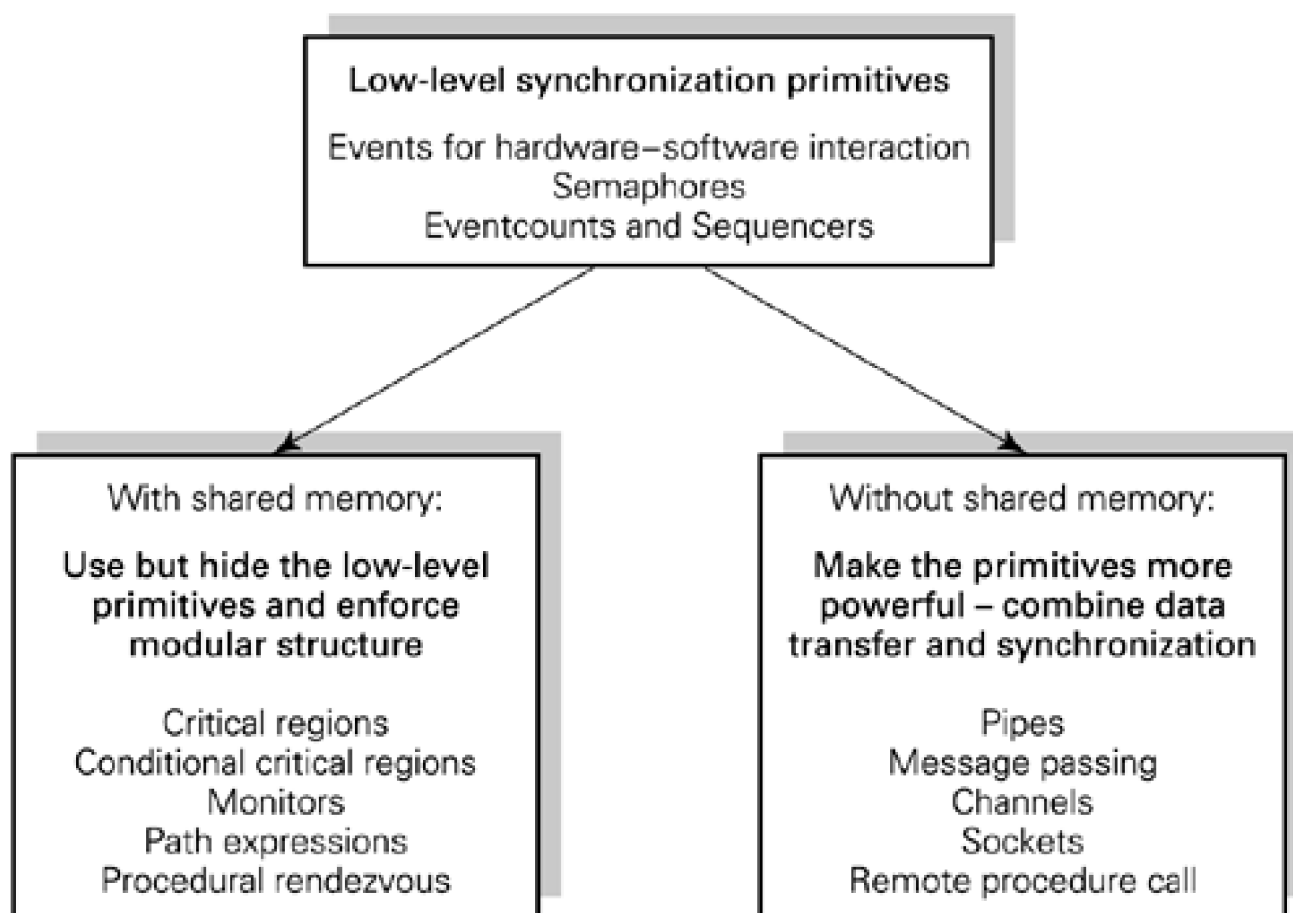 Low-level synchronization primitives
Events for hardware–software interaction
Semaphores
Eventcounts and Sequencers
With shared memory:
Use but hide the low-level
primitives and enforce
modular structure
Critical regions
Conditional critical regions
Monitors
Path expressions
Procedural rendezvous
Without shared memory:
Make the primitives more
powerful – combine data
transfer and synchronization
Pipes
Message passing
Channels
Sockets
Remote procedure call